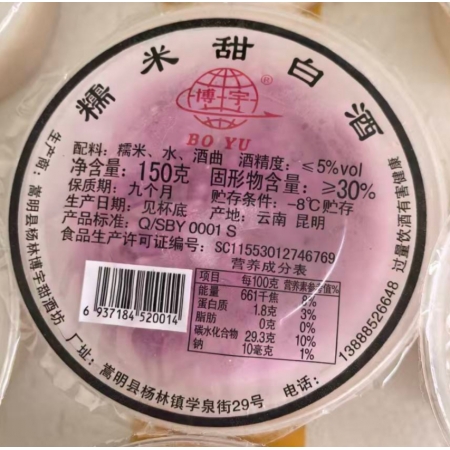 糯米甜白酒
博宇
®
BO YU
配料：糯米、水、酒曲 酒精度：≤5%vol
净含量：150克 固形物含量：≥30%
保质期：九个月 贮存条件：-8℃贮存
生产日期：见杯底 产地：云南 昆明
产品标准：Q/SBY 0001 S
食品生产许可证编号：SC11553012746769
营养成分表
项目 每100克 营养素参考值%
能量 661千焦 8%
蛋白质 1.8克 3%
脂肪 0克 0%
碳水化合物 29.3克 10%
钠 10毫克 1%
6 937184 520014
生产商：嵩明县杨林博宇甜酒坊
厂址：嵩明县杨林镇学泉街29号
电话：13888526648
过量饮酒有害健康